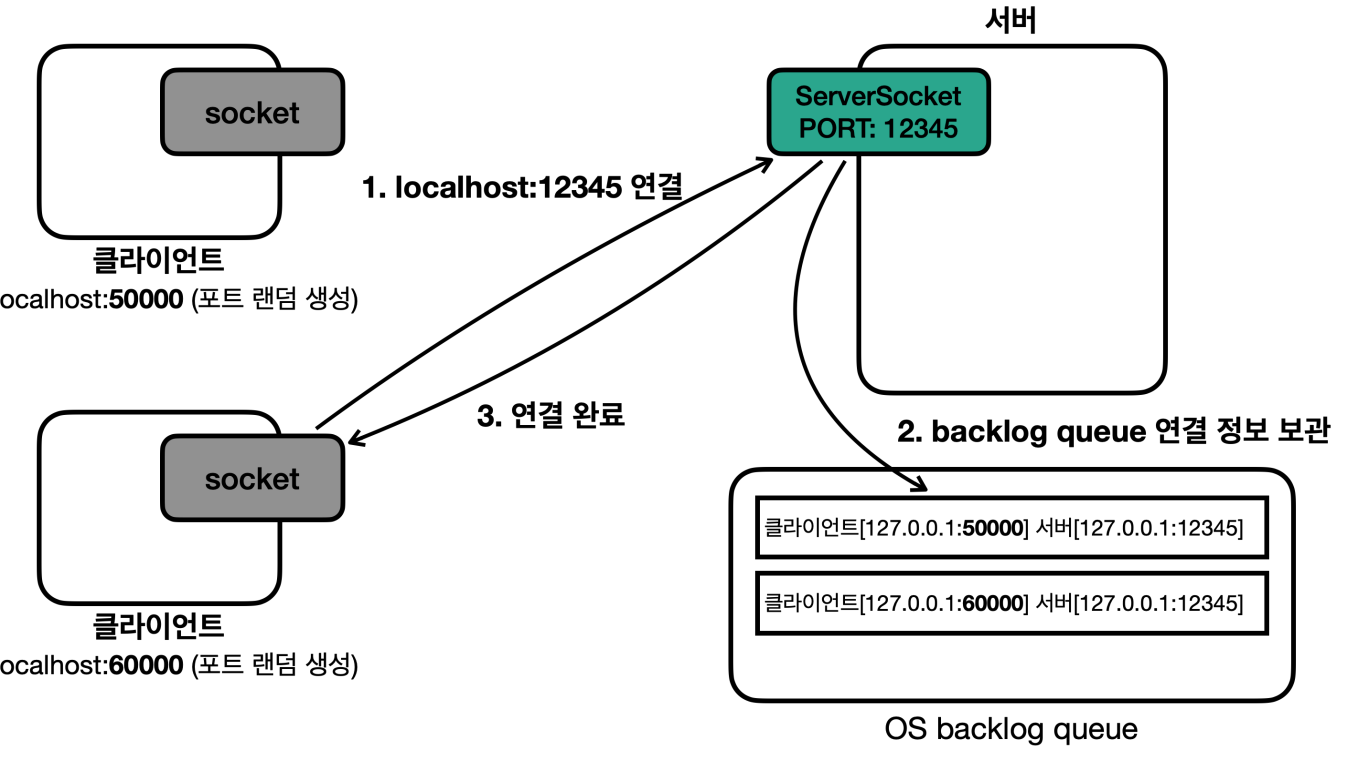 서버
socket
ServerSocket
PORT: 12345
1. localhost:12345 연결
클라이언트
ocalhost:50000 (포트 랜덤 생성)
3. 연결 완료
2. backlog queue 연결 정보 보관
socket
클라이언트[127.0.0.1:50000] 서버[127.0.0.1:12345]
클라이언트[127.0.0.1:60000] 서버[127.0.0.1:12345]
클라이언트
ocalhost:60000 (포트 랜덤 생성)
OS backlog queue